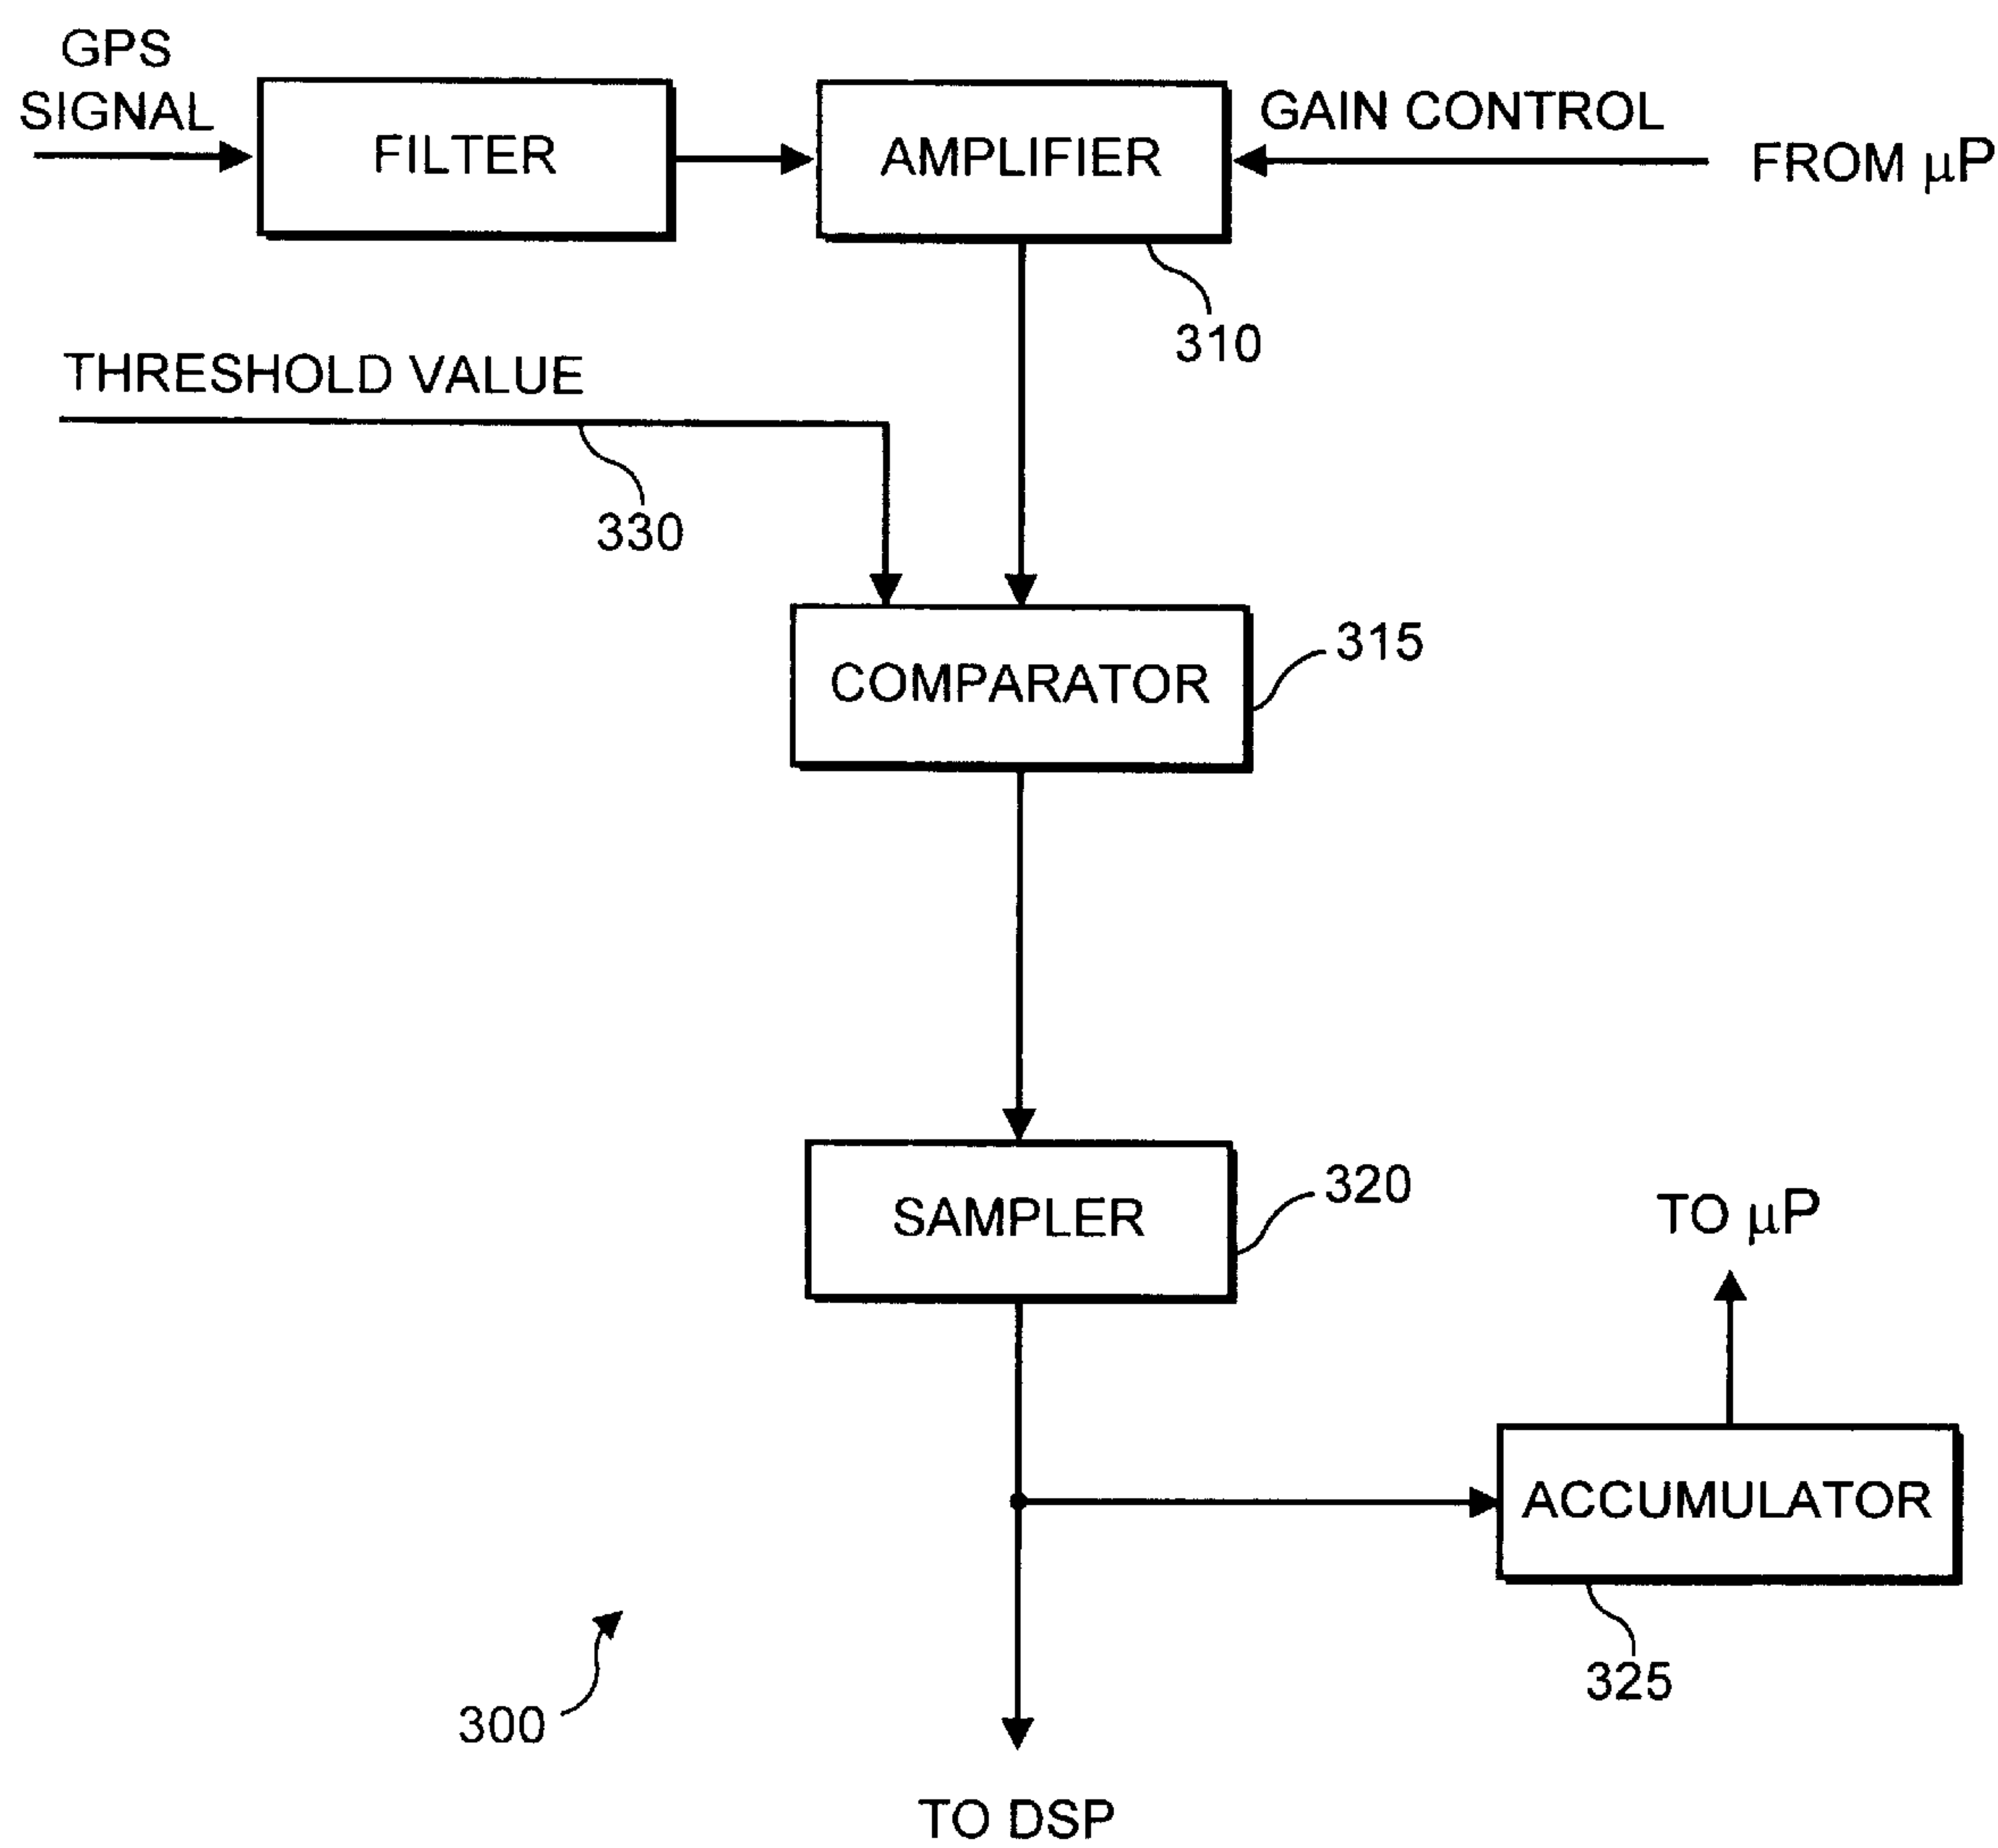 GPS
SIGNAL
FILTER
AMPLIFIER
GAIN CONTROL
FROM µP
310
THRESHOLD VALUE
330
COMPARATOR
315
SAMPLER
320
TO µP
ACCUMULATOR
325
300
TO DSP